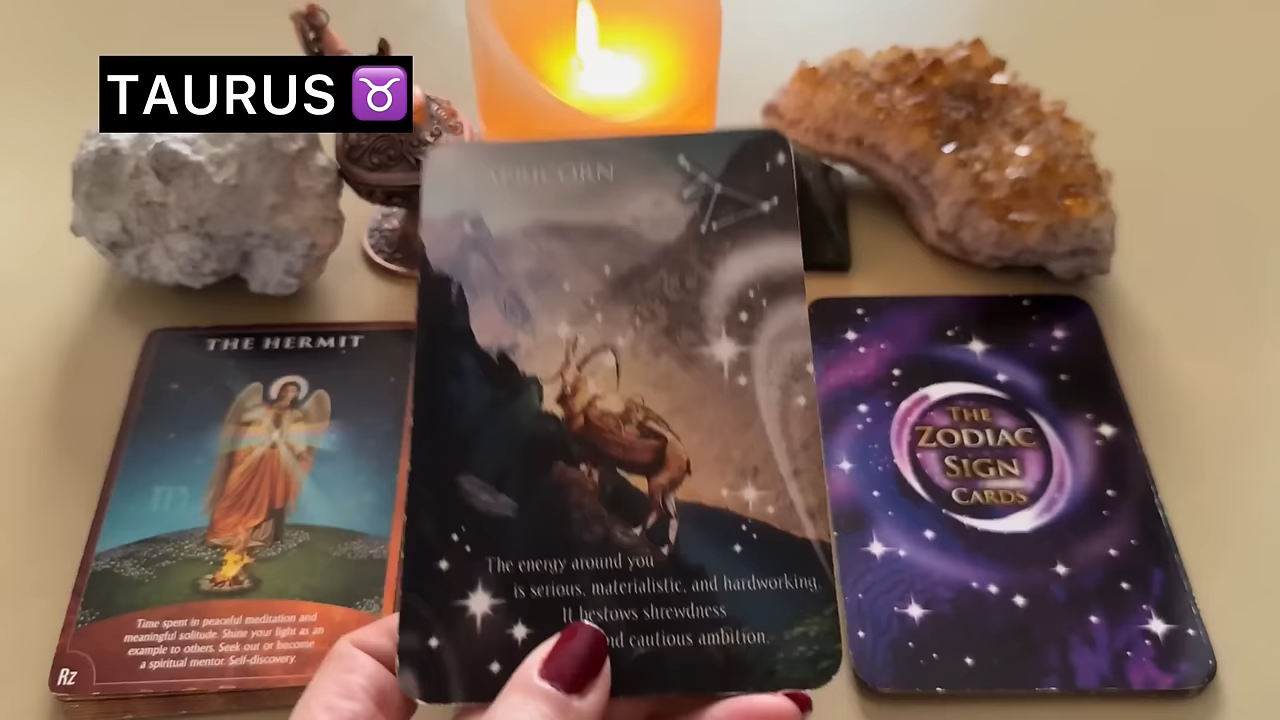 TAURUS ♉
APRICORN
THE HERMIT
Time spent in peaceful meditation and
meaningful solitude. Shine your light as an
example to others. Seek out or become
a spiritual mentor. Self-discovery.
Rz
The energy around you
is serious, materialistic, and hardworking.
It bestows shrewdness
nd cautious ambition.
THE
ZODIAC
SIGN
CARDS